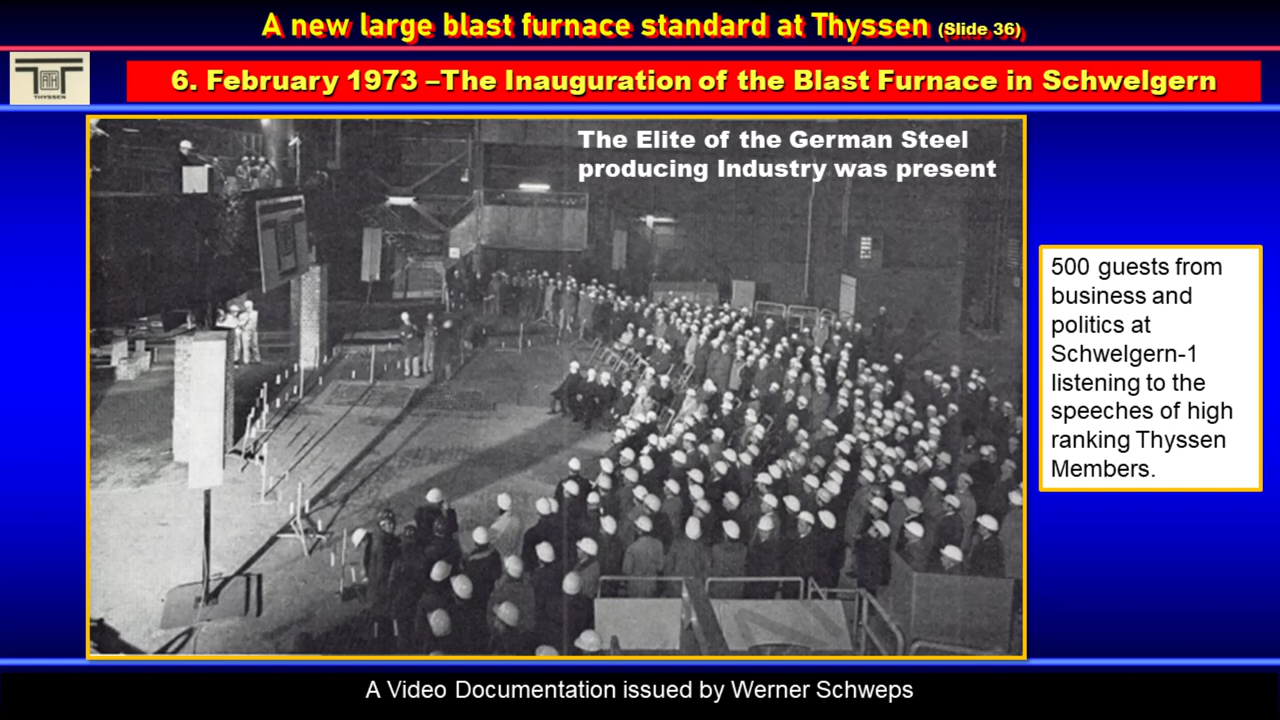 A new large blast furnace standard at Thyssen (Slide 36)
ATH
THYSSEN
6. February 1973 –The Inauguration of the Blast Furnace in Schwelgern
The Elite of the German Steel
producing Industry was present
500 guests from
business and
politics at
Schwelgern-1
listening to the
speeches of high
ranking Thyssen
Members.
A Video Documentation issued by Werner Schweps